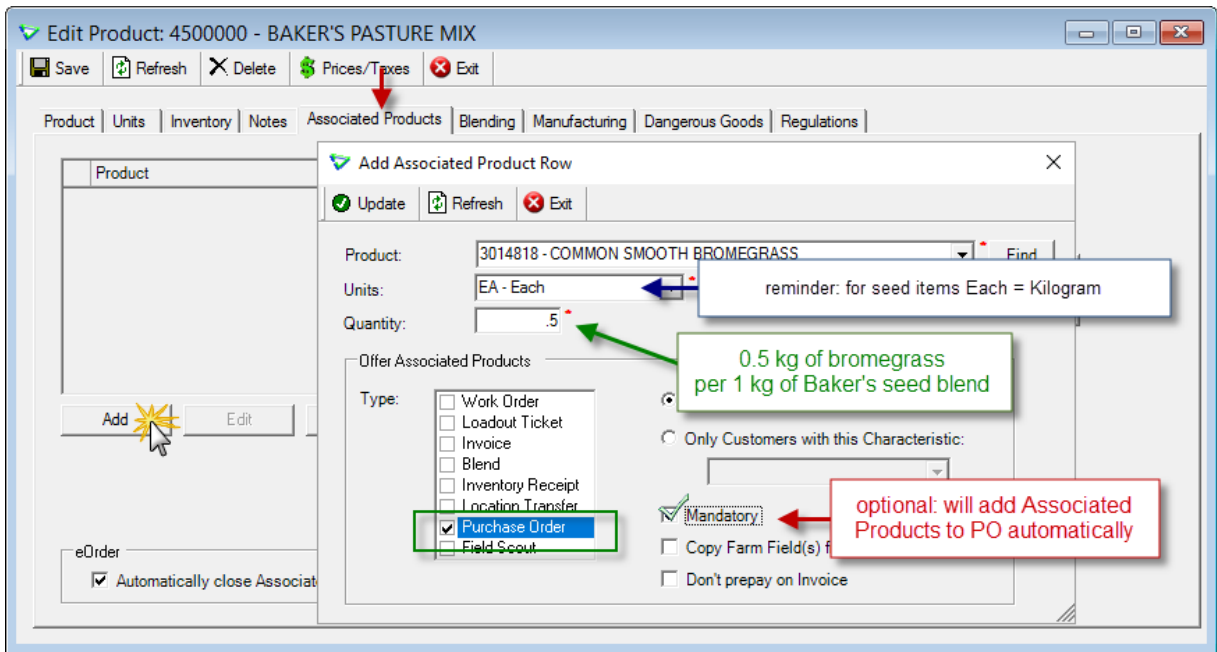 Edit Product: 4500000 - BAKER'S PASTURE MIX
Save Refresh Delete Prices/Taxes Exit
Product Units Inventory Notes Associated Products Blending Manufacturing Dangerous Goods Regulations
Product
Add Associated Product Row
Update Refresh Exit
Product: 3014818 - COMMON SMOOTH BROMEGRASS * Find
Units: EA - Each *
reminder: for seed items Each = Kilogram
Quantity: .5 *
0.5 kg of bromegrass
per 1 kg of Baker's seed blend
Offer Associated Products
Type:
Work Order
Loadout Ticket
Invoice
Blend
Inventory Receipt
Location Transfer
Purchase Order
Field Scout
Only Customers with this Characteristic:
Mandatory
optional: will add Associated
Products to PO automatically
Copy Farm Field(s) f
Don't prepay on Invoice
Add Edit
eOrder
Automatically close Associat